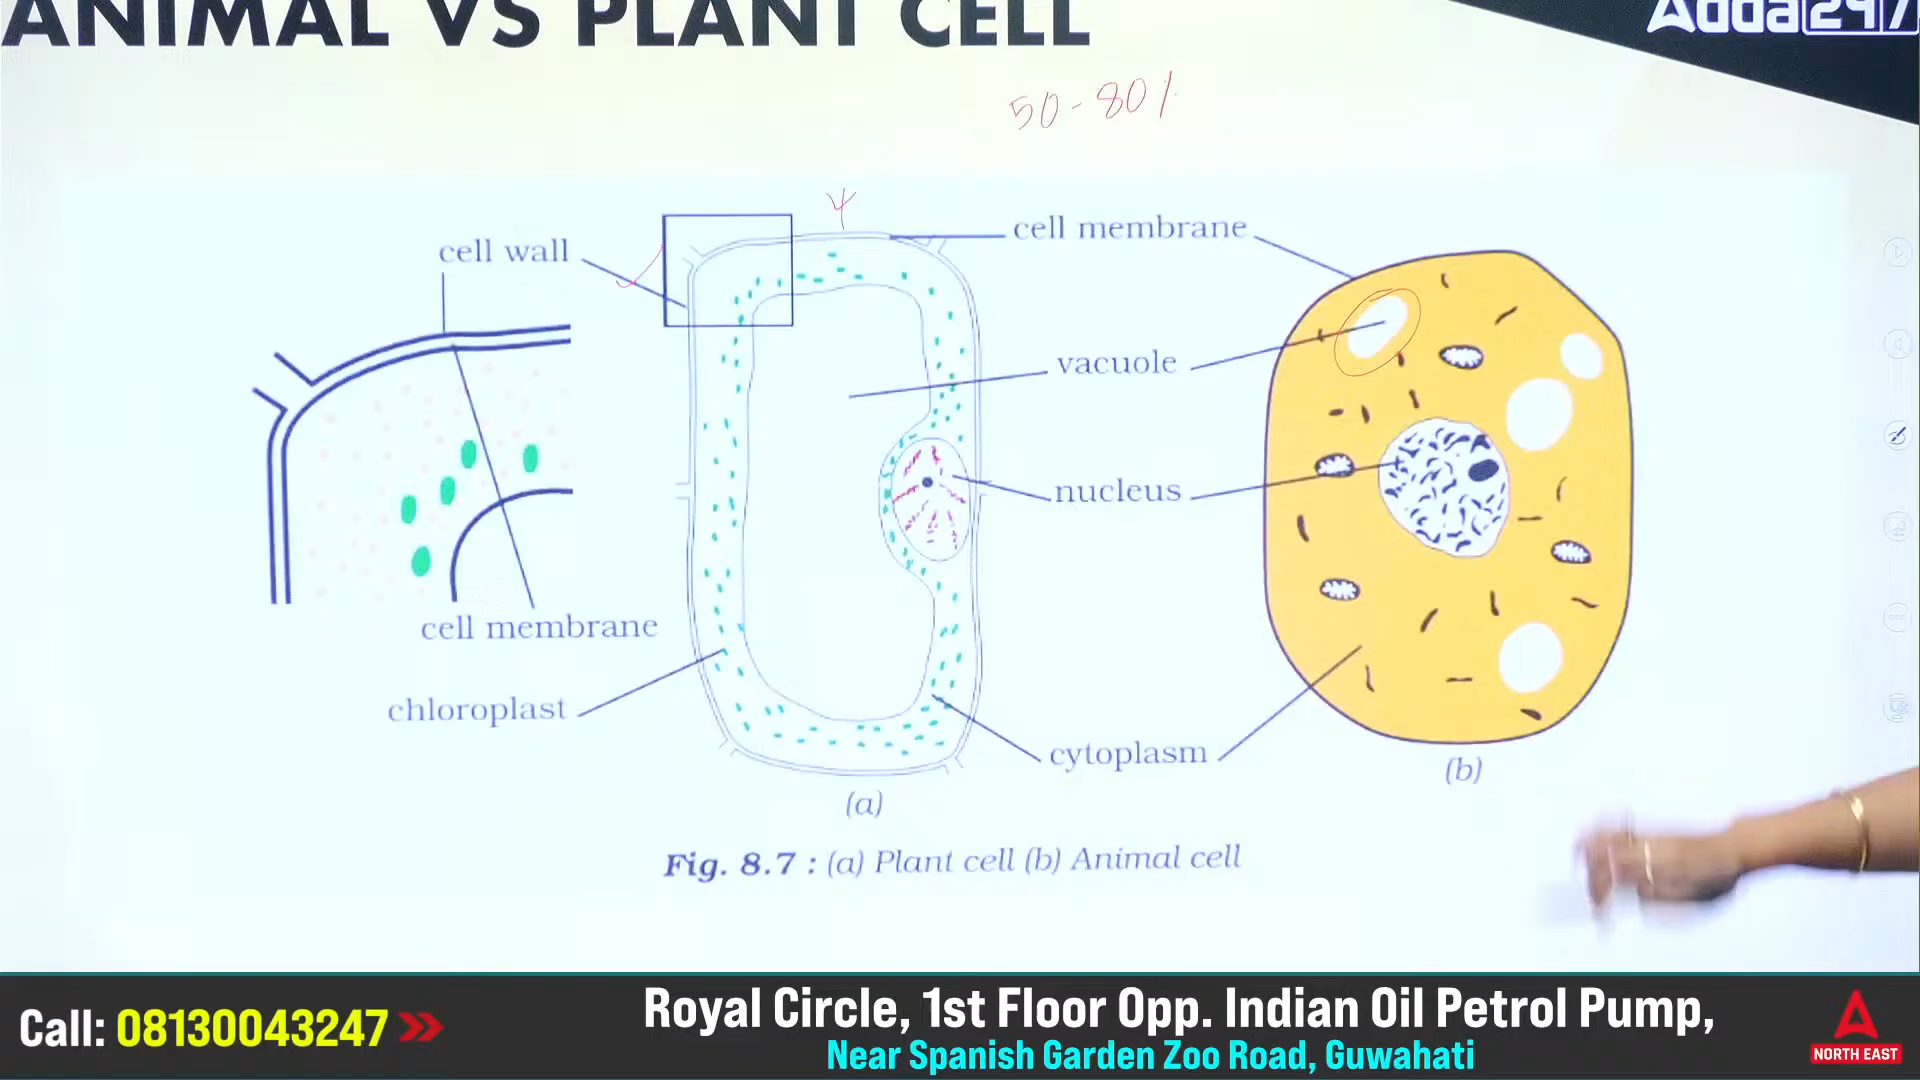 ANIMAL VS PLANT CELL
Adda247
50-80%
cell wall
cell membrane
vacuole
nucleus
cell membrane
chloroplast
cytoplasm
(a)
(b)
Fig. 8.7 : (a) Plant cell (b) Animal cell
Call: 08130043247
Royal Circle, 1st Floor Opp. Indian Oil Petrol Pump,
Near Spanish Garden Zoo Road, Guwahati
NORTH EAST